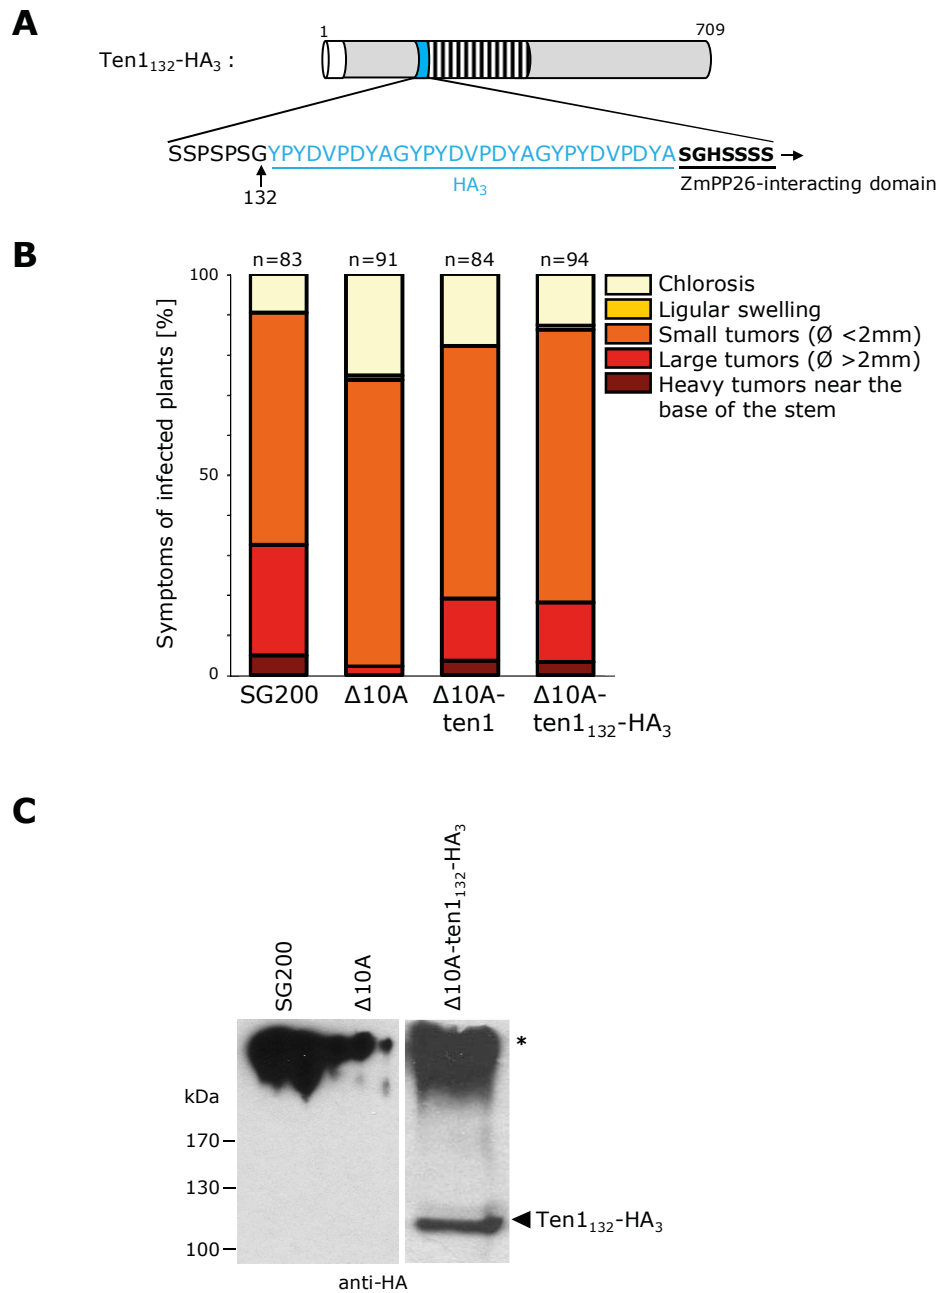 A
1
709
Ten1₁₃₂-HA₃ :
SSPSPSGYPYDVPDYAGYPYDVPDYAGYPYDVPDYASGHSSSS
132
HA₃
ZmPP26-interacting domain
B
n=83 n=91 n=84 n=94
Symptoms of infected plants [%]
100
50
0
Chlorosis
Ligular swelling
Small tumors (Ø <2mm)
Large tumors (Ø >2mm)
Heavy tumors near the
base of the stem
SG200 Δ10A Δ10A- Δ10A-
ten1 ten1₁₃₂-HA₃
C
SG200
Δ10A
Δ10A-ten1₁₃₂-HA₃
*
kDa
170
130
100
Ten1₁₃₂-HA₃
anti-HA